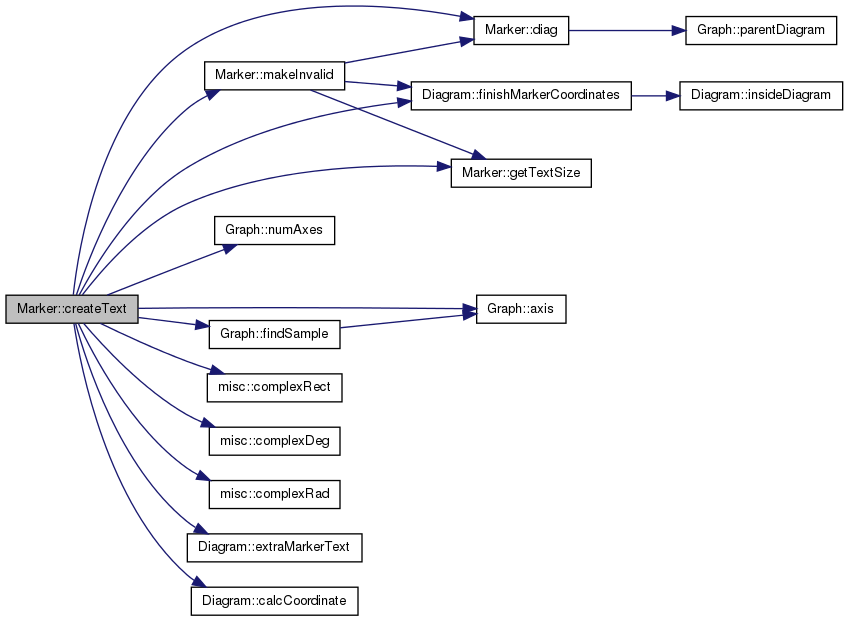 Marker::diag
Graph::parentDiagram
Marker::makeInvalid
Diagram::finishMarkerCoordinates
Diagram::insideDiagram
Marker::getTextSize
Graph::numAxes
Marker::createText
Graph::axis
Graph::findSample
misc::complexRect
misc::complexDeg
misc::complexRad
Diagram::extraMarkerText
Diagram::calcCoordinate